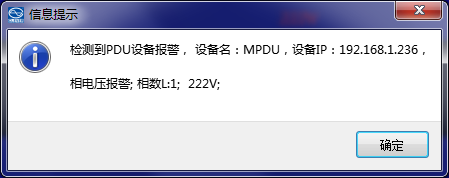 信息提示
检测到PDU设备报警， 设备名：MPDU，设备IP：192.168.1.236，
相电压报警; 相数L:1;  222V;
确定